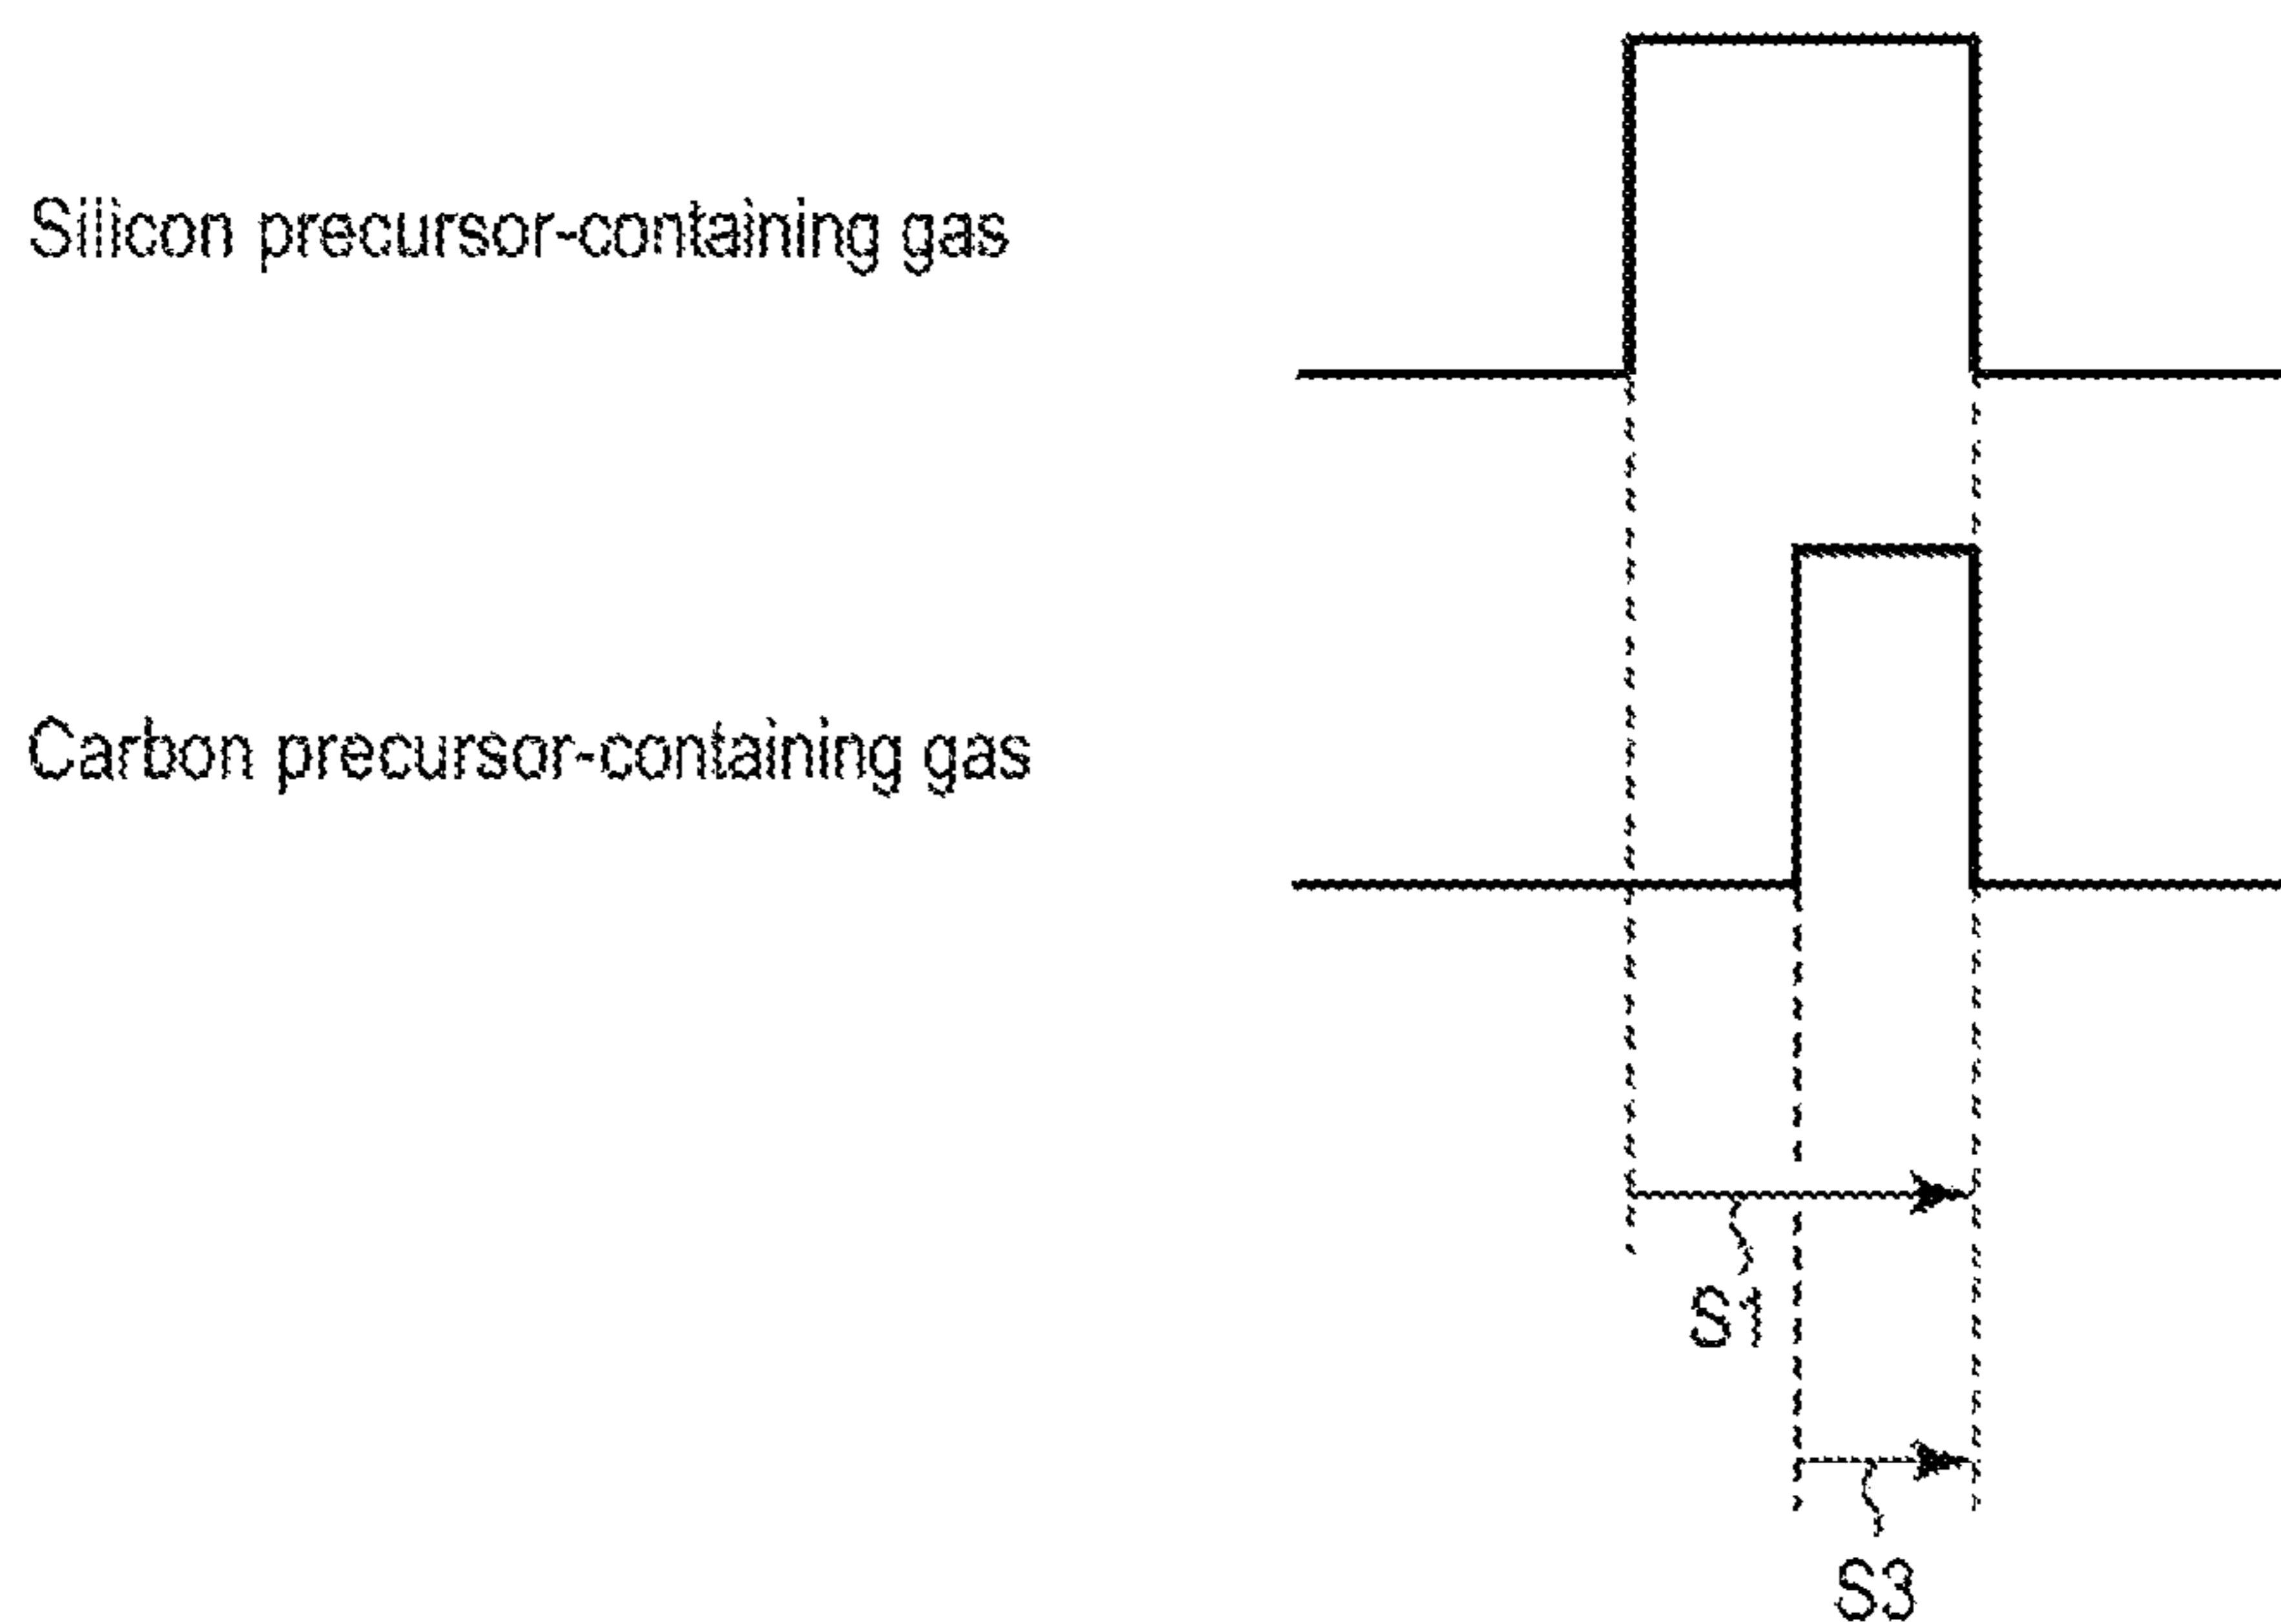 Silicon precursor-containing gas
Carbon precursor-containing gas
S1
S3